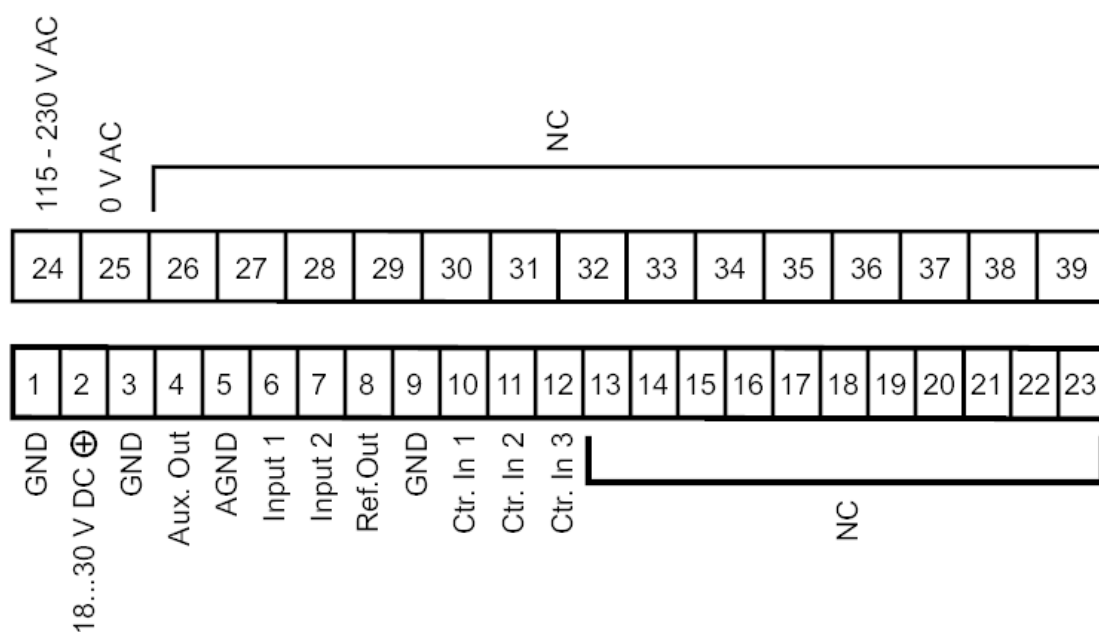 115 - 230 V AC
0 V AC
NC
24 25 26 27 28 29 30 31 32 33 34 35 36 37 38 39
1 2 3 4 5 6 7 8 9 10 11 12 13 14 15 16 17 18 19 20 21 22 23
GND
18...30 V DC ⊕
GND
Aux. Out
AGND
Input 1
Input 2
Ref.Out
GND
Ctr. In 1
Ctr. In 2
Ctr. In 3
NC